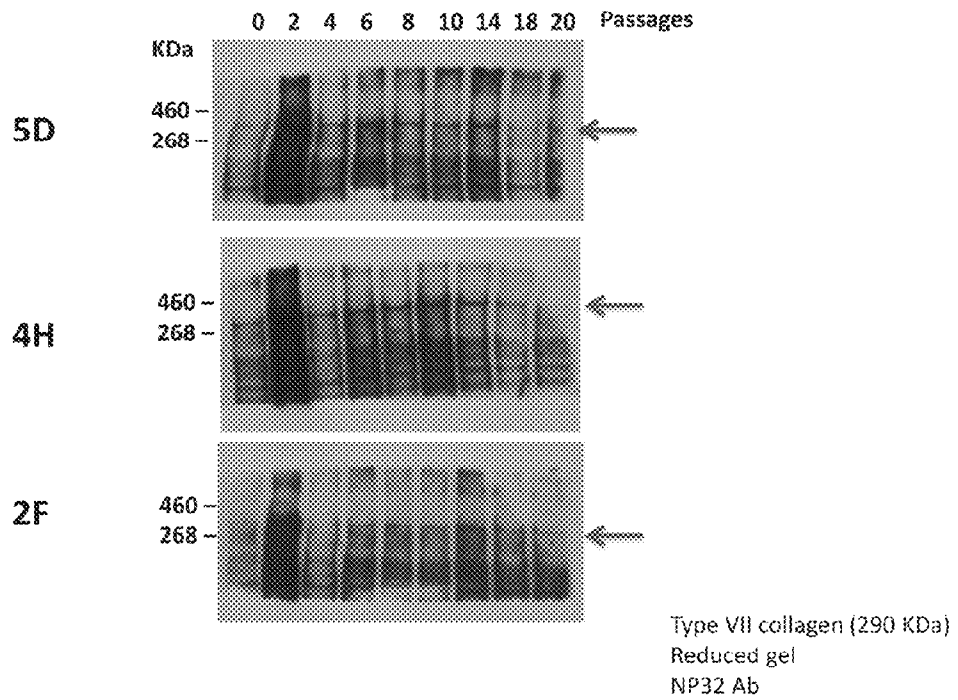 0 2 4 6 8 10 14 18 20 Passages
KDa
5D
460 –
268 –
4H
460 –
268 –
2F
460 –
268 –
Type VII collagen (290 KDa)
Reduced gel
NP32 Ab